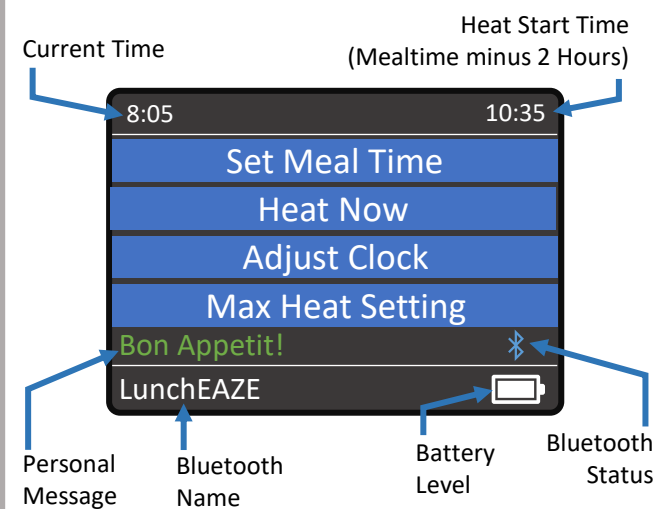 Heat Start Time
(Mealtime minus 2 Hours)
Current Time
8:05
10:35
Set Meal Time
Heat Now
Adjust Clock
Max Heat Setting
Bon Appetit!
LunchEAZE
Personal
Message
Bluetooth
Name
Battery
Level
Bluetooth
Status